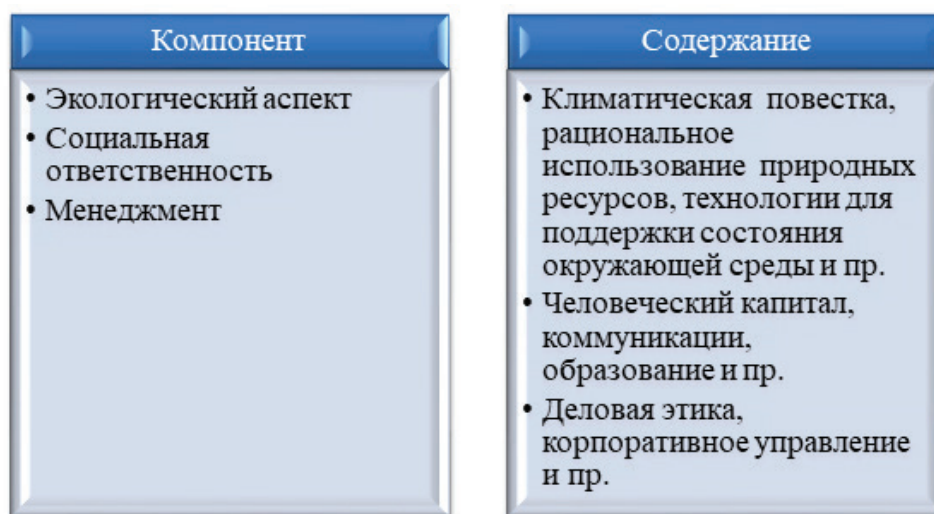 Компонент
• Экологический аспект
• Социальная
ответственность
• Менеджмент
Содержание
• Климатическая повестка,
рациональное
использование природных
ресурсов, технологии для
поддержки состояния
окружающей среды и пр.
• Человеческий капитал,
коммуникации,
образование и пр.
• Деловая этика,
корпоративное управление
и пр.